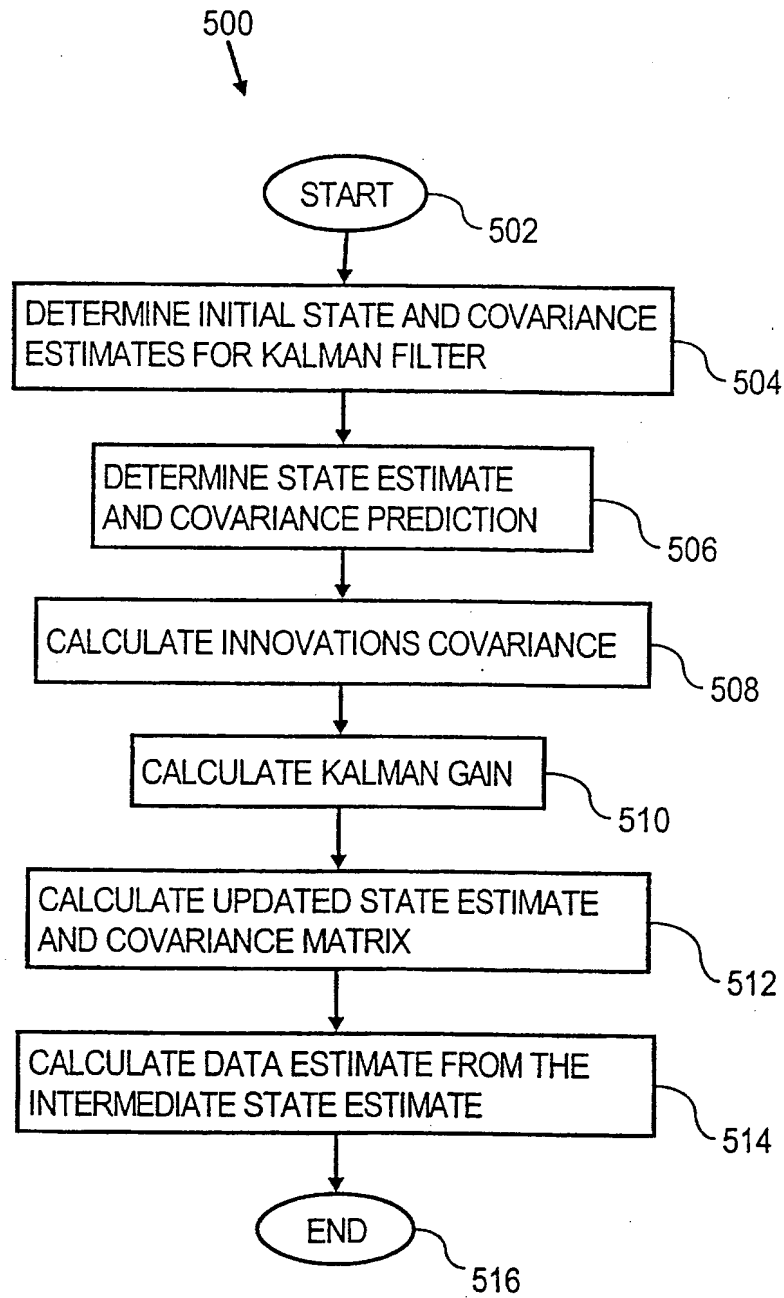 500
START
502
DETERMINE INITIAL STATE AND COVARIANCE
ESTIMATES FOR KALMAN FILTER
504
DETERMINE STATE ESTIMATE
AND COVARIANCE PREDICTION
506
CALCULATE INNOVATIONS COVARIANCE
508
CALCULATE KALMAN GAIN
510
CALCULATE UPDATED STATE ESTIMATE
AND COVARIANCE MATRIX
512
CALCULATE DATA ESTIMATE FROM THE
INTERMEDIATE STATE ESTIMATE
514
END
516